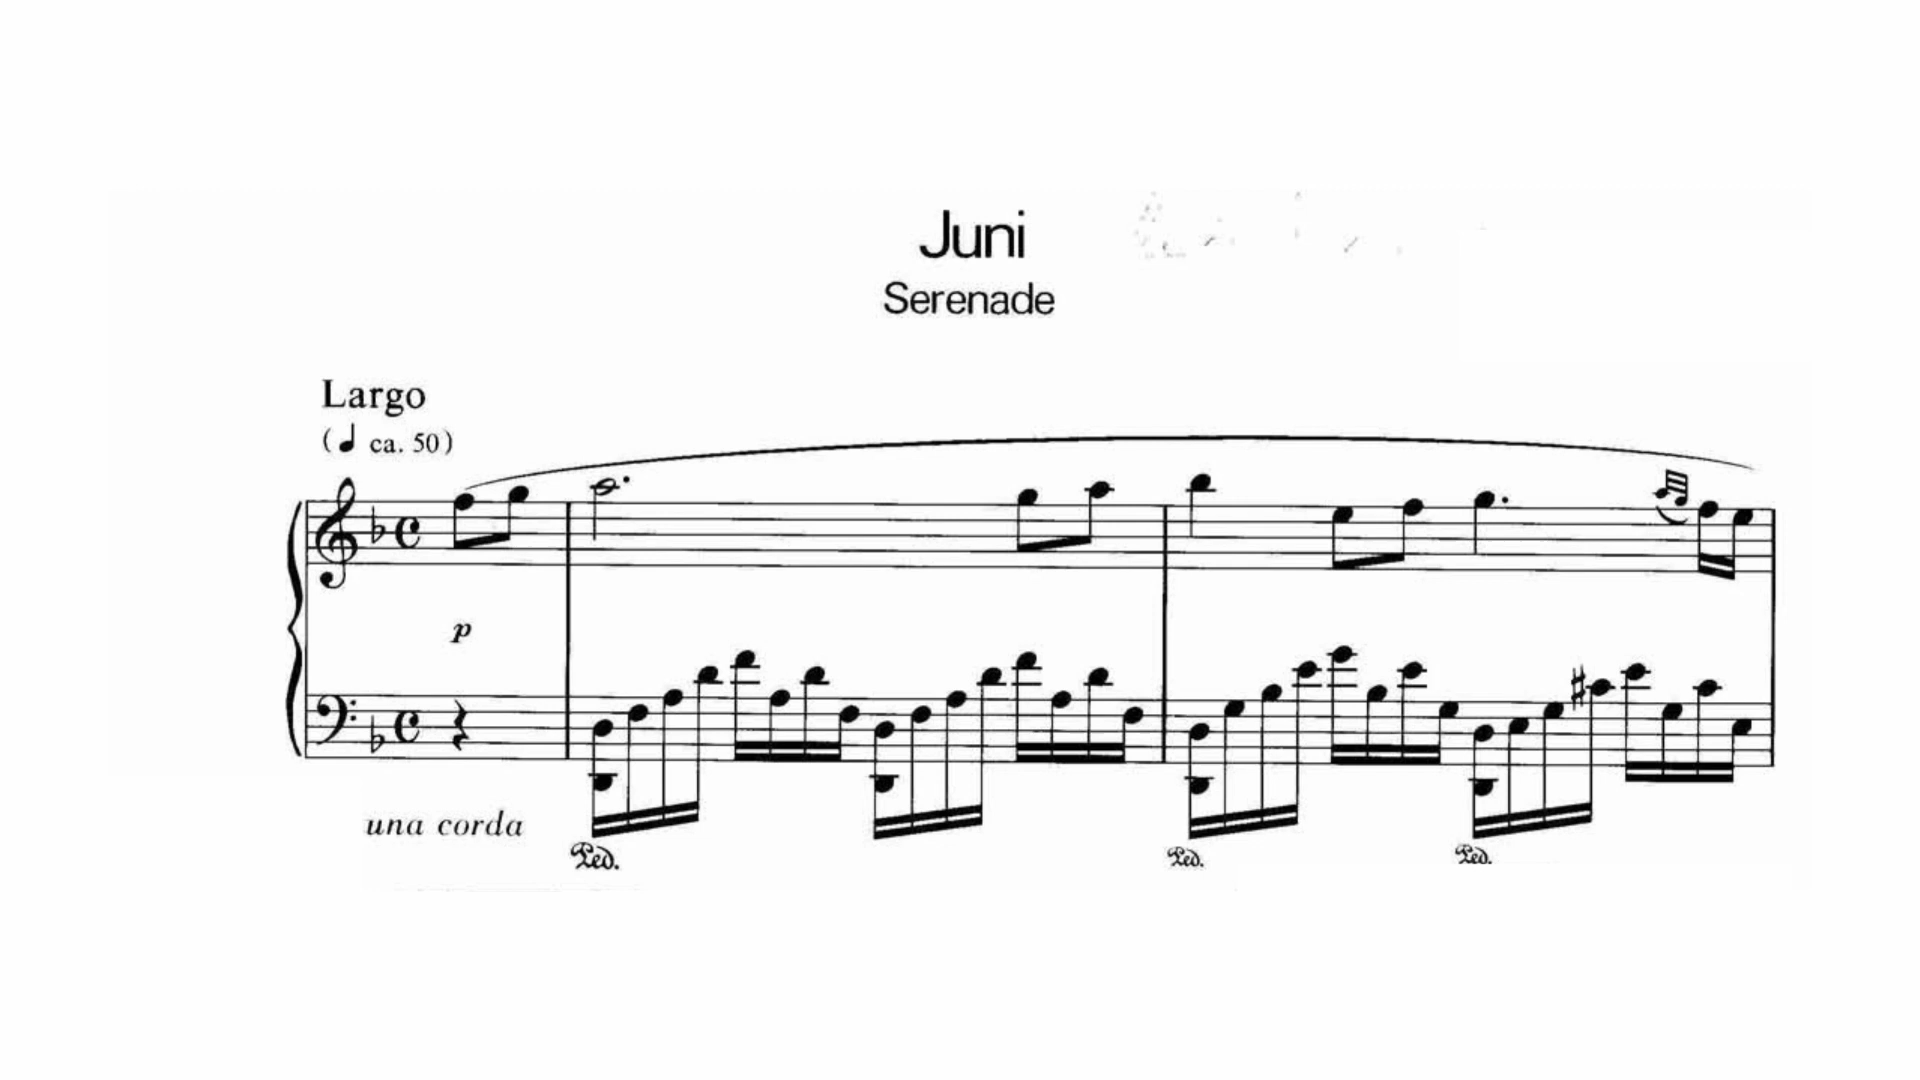 Juni
Serenade
Largo
(♩ ca. 50)
p
una corda
Ped.
Ped.
Ped.